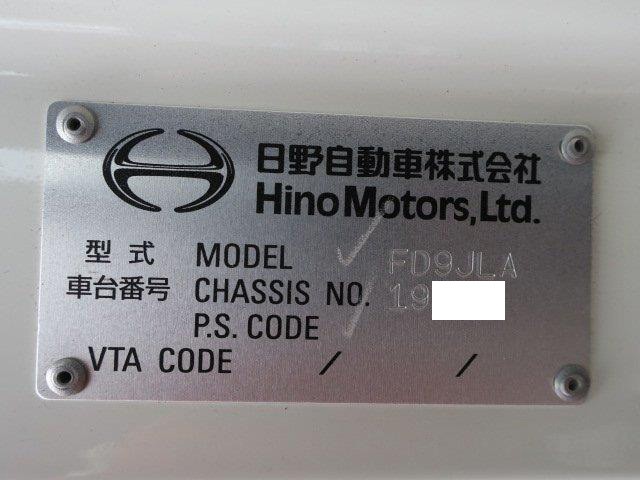 日野自動車株式会社
Hino Motors, Ltd.
型式 MODEL FD9JLA
車台番号 CHASSIS NO. 19
P.S. CODE
VTA CODE / /